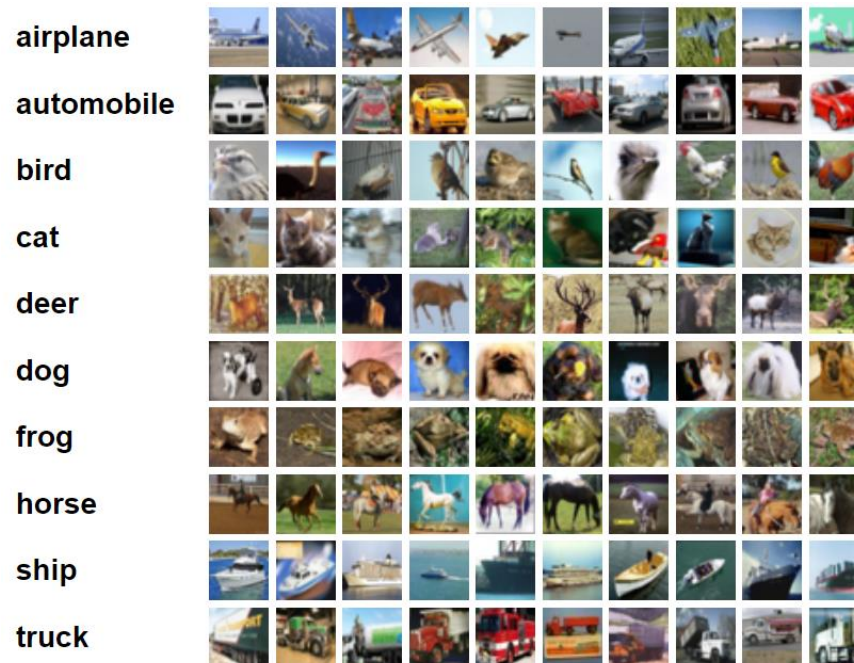 airplane
automobile
bird
cat
deer
dog
frog
horse
ship
truck